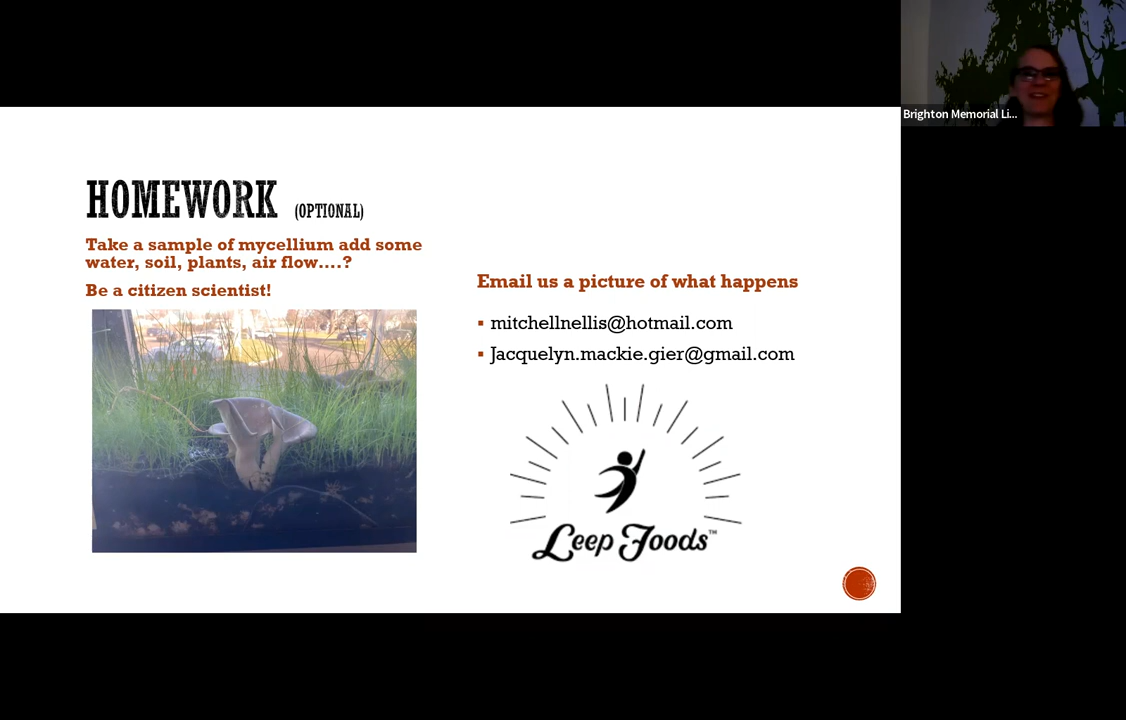 Brighton Memorial Li...
HOMEWORK (OPTIONAL)
Take a sample of mycellium add some
water, soil, plants, air flow....?
Be a citizen scientist!
Email us a picture of what happens
▪ mitchellnellis@hotmail.com
▪ Jacquelyn.mackie.gier@gmail.com
Leep Foods™